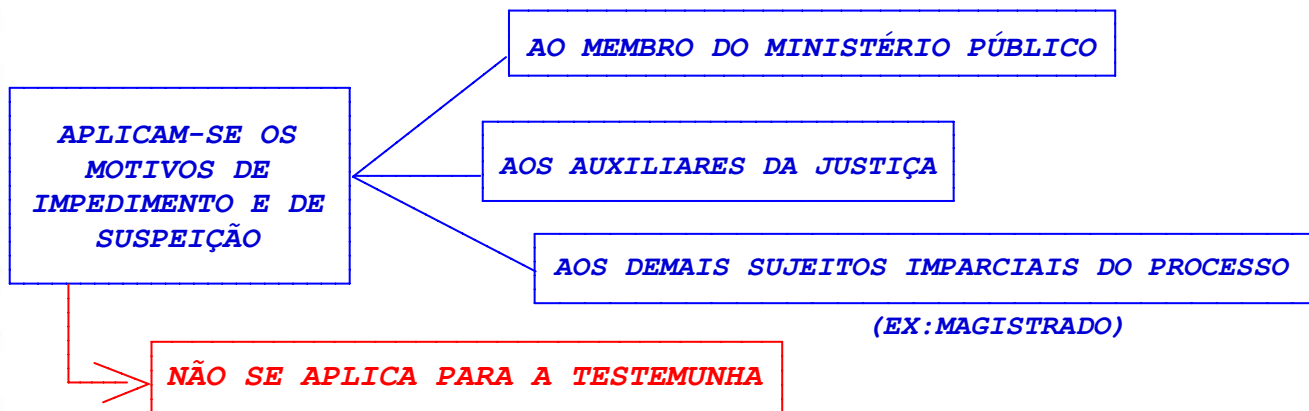 AO MEMBRO DO MINISTÉRIO PÚBLICO
APLICAM-SE OS
MOTIVOS DE
IMPEDIMENTO E DE
SUSPEIÇÃO
AOS AUXILIARES DA JUSTIÇA
AOS DEMAIS SUJEITOS IMPARCIAIS DO PROCESSO
(EX:MAGISTRADO)
NÃO SE APLICA PARA A TESTEMUNHA